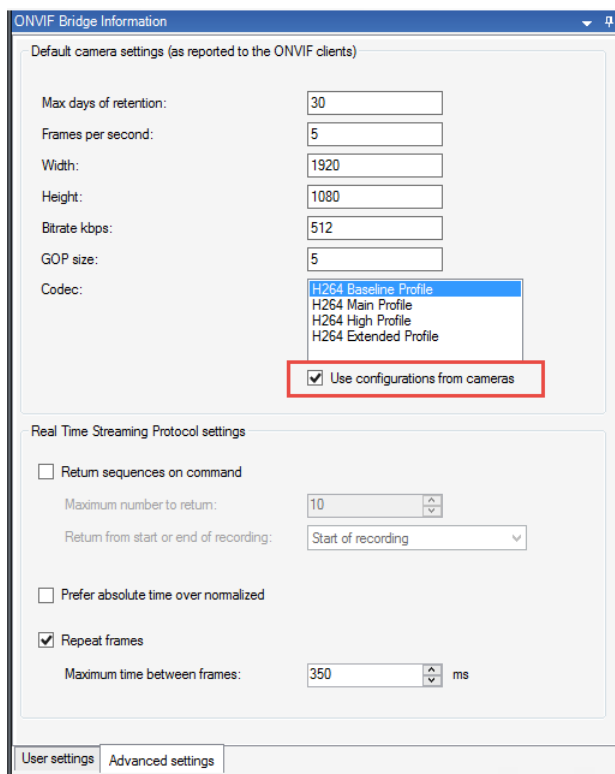 ONVIF Bridge Information
Default camera settings (as reported to the ONVIF clients)
Max days of retention: 30
Frames per second: 5
Width: 1920
Height: 1080
Bitrate kbps: 512
GOP size: 5
Codec: H264 Baseline Profile
H264 Main Profile
H264 High Profile
H264 Extended Profile
Use configurations from cameras
Real Time Streaming Protocol settings
Return sequences on command
Maximum number to return: 10
Return from start or end of recording: Start of recording
Prefer absolute time over normalized
Repeat frames
Maximum time between frames: 350 ms
User settings Advanced settings